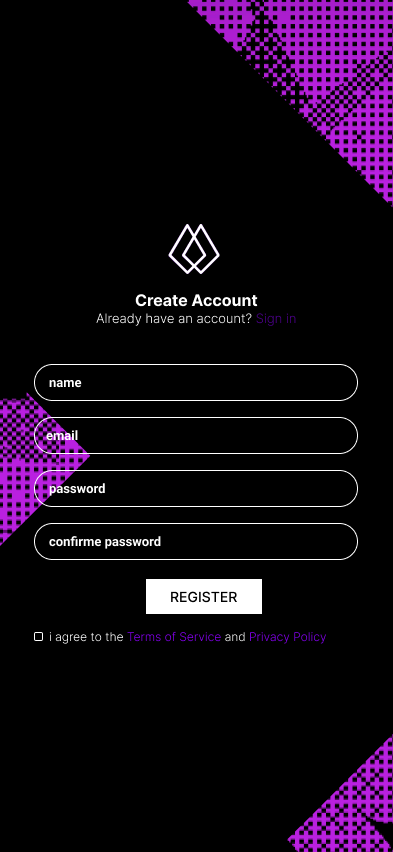 Create Account
Already have an account? Sign in
name
email
password
confirme password
REGISTER
i agree to the Terms of Service and Privacy Policy